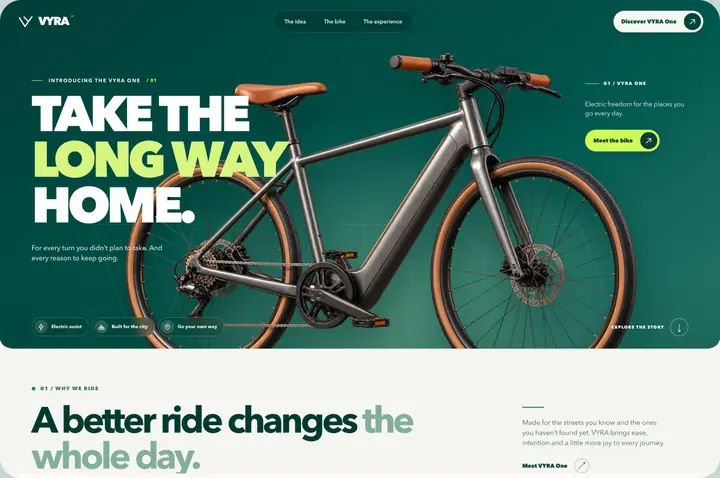 VYRA
The idea
The bike
The experience
Discover VYRA One
INTRODUCING THE VYRA ONE / 01
TAKE THE
LONG WAY
HOME.
For every turn you didn't plan to take. And
every reason to keep going.
01 / VYRA ONE
Electric freedom for the places you
go every day.
Meet the bike
Electric assist
Built for the city
Go your own way
EXPLORE THE STORY
01 / WHY WE RIDE
A better ride changes the
whole day.
Made for the streets you know and the ones
you haven't found yet. VYRA brings ease,
intention and a little more joy to every journey.
Meet VYRA One